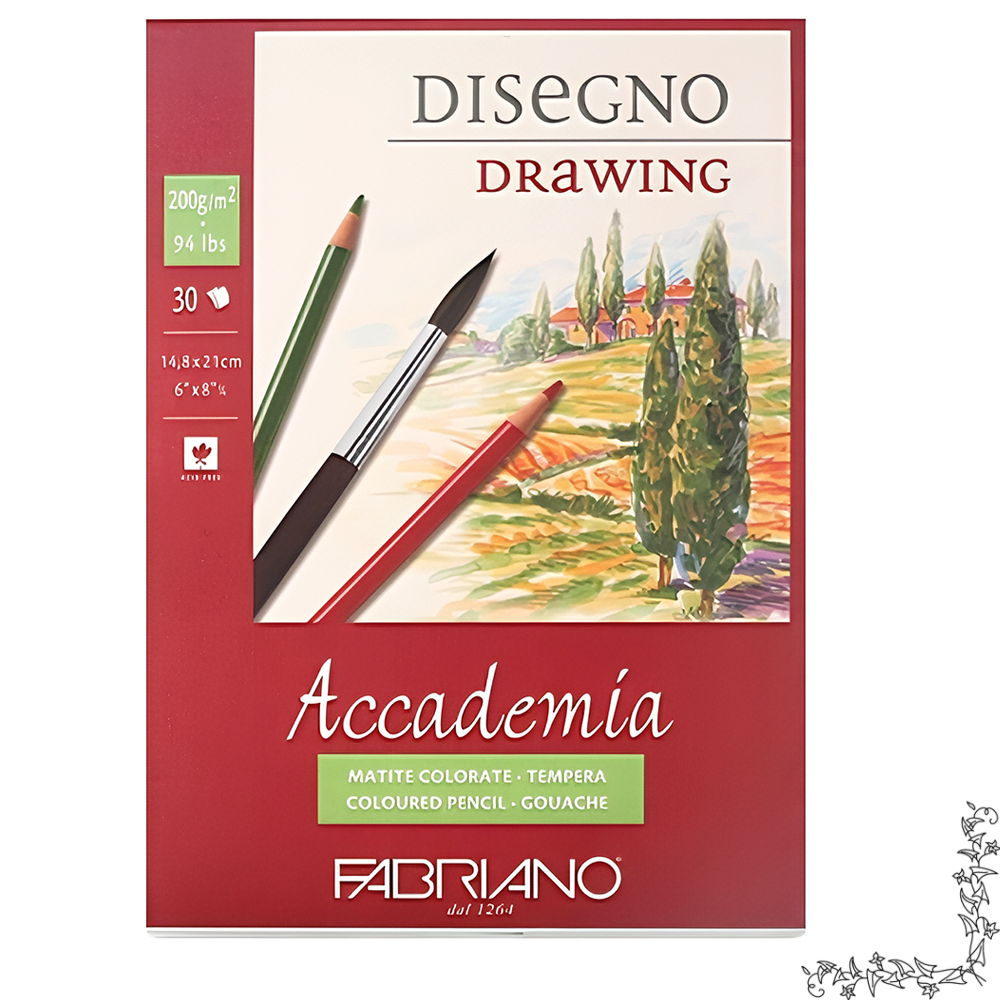 DISEGNO
DRAWING
200g/m²
•
94 lbs
30
14,8x21cm
6"x8"¼
Accademia
MATITE COLORATE • TEMPERA
COLOURED PENCIL • GOUACHE
FABRIANO
dal 1264